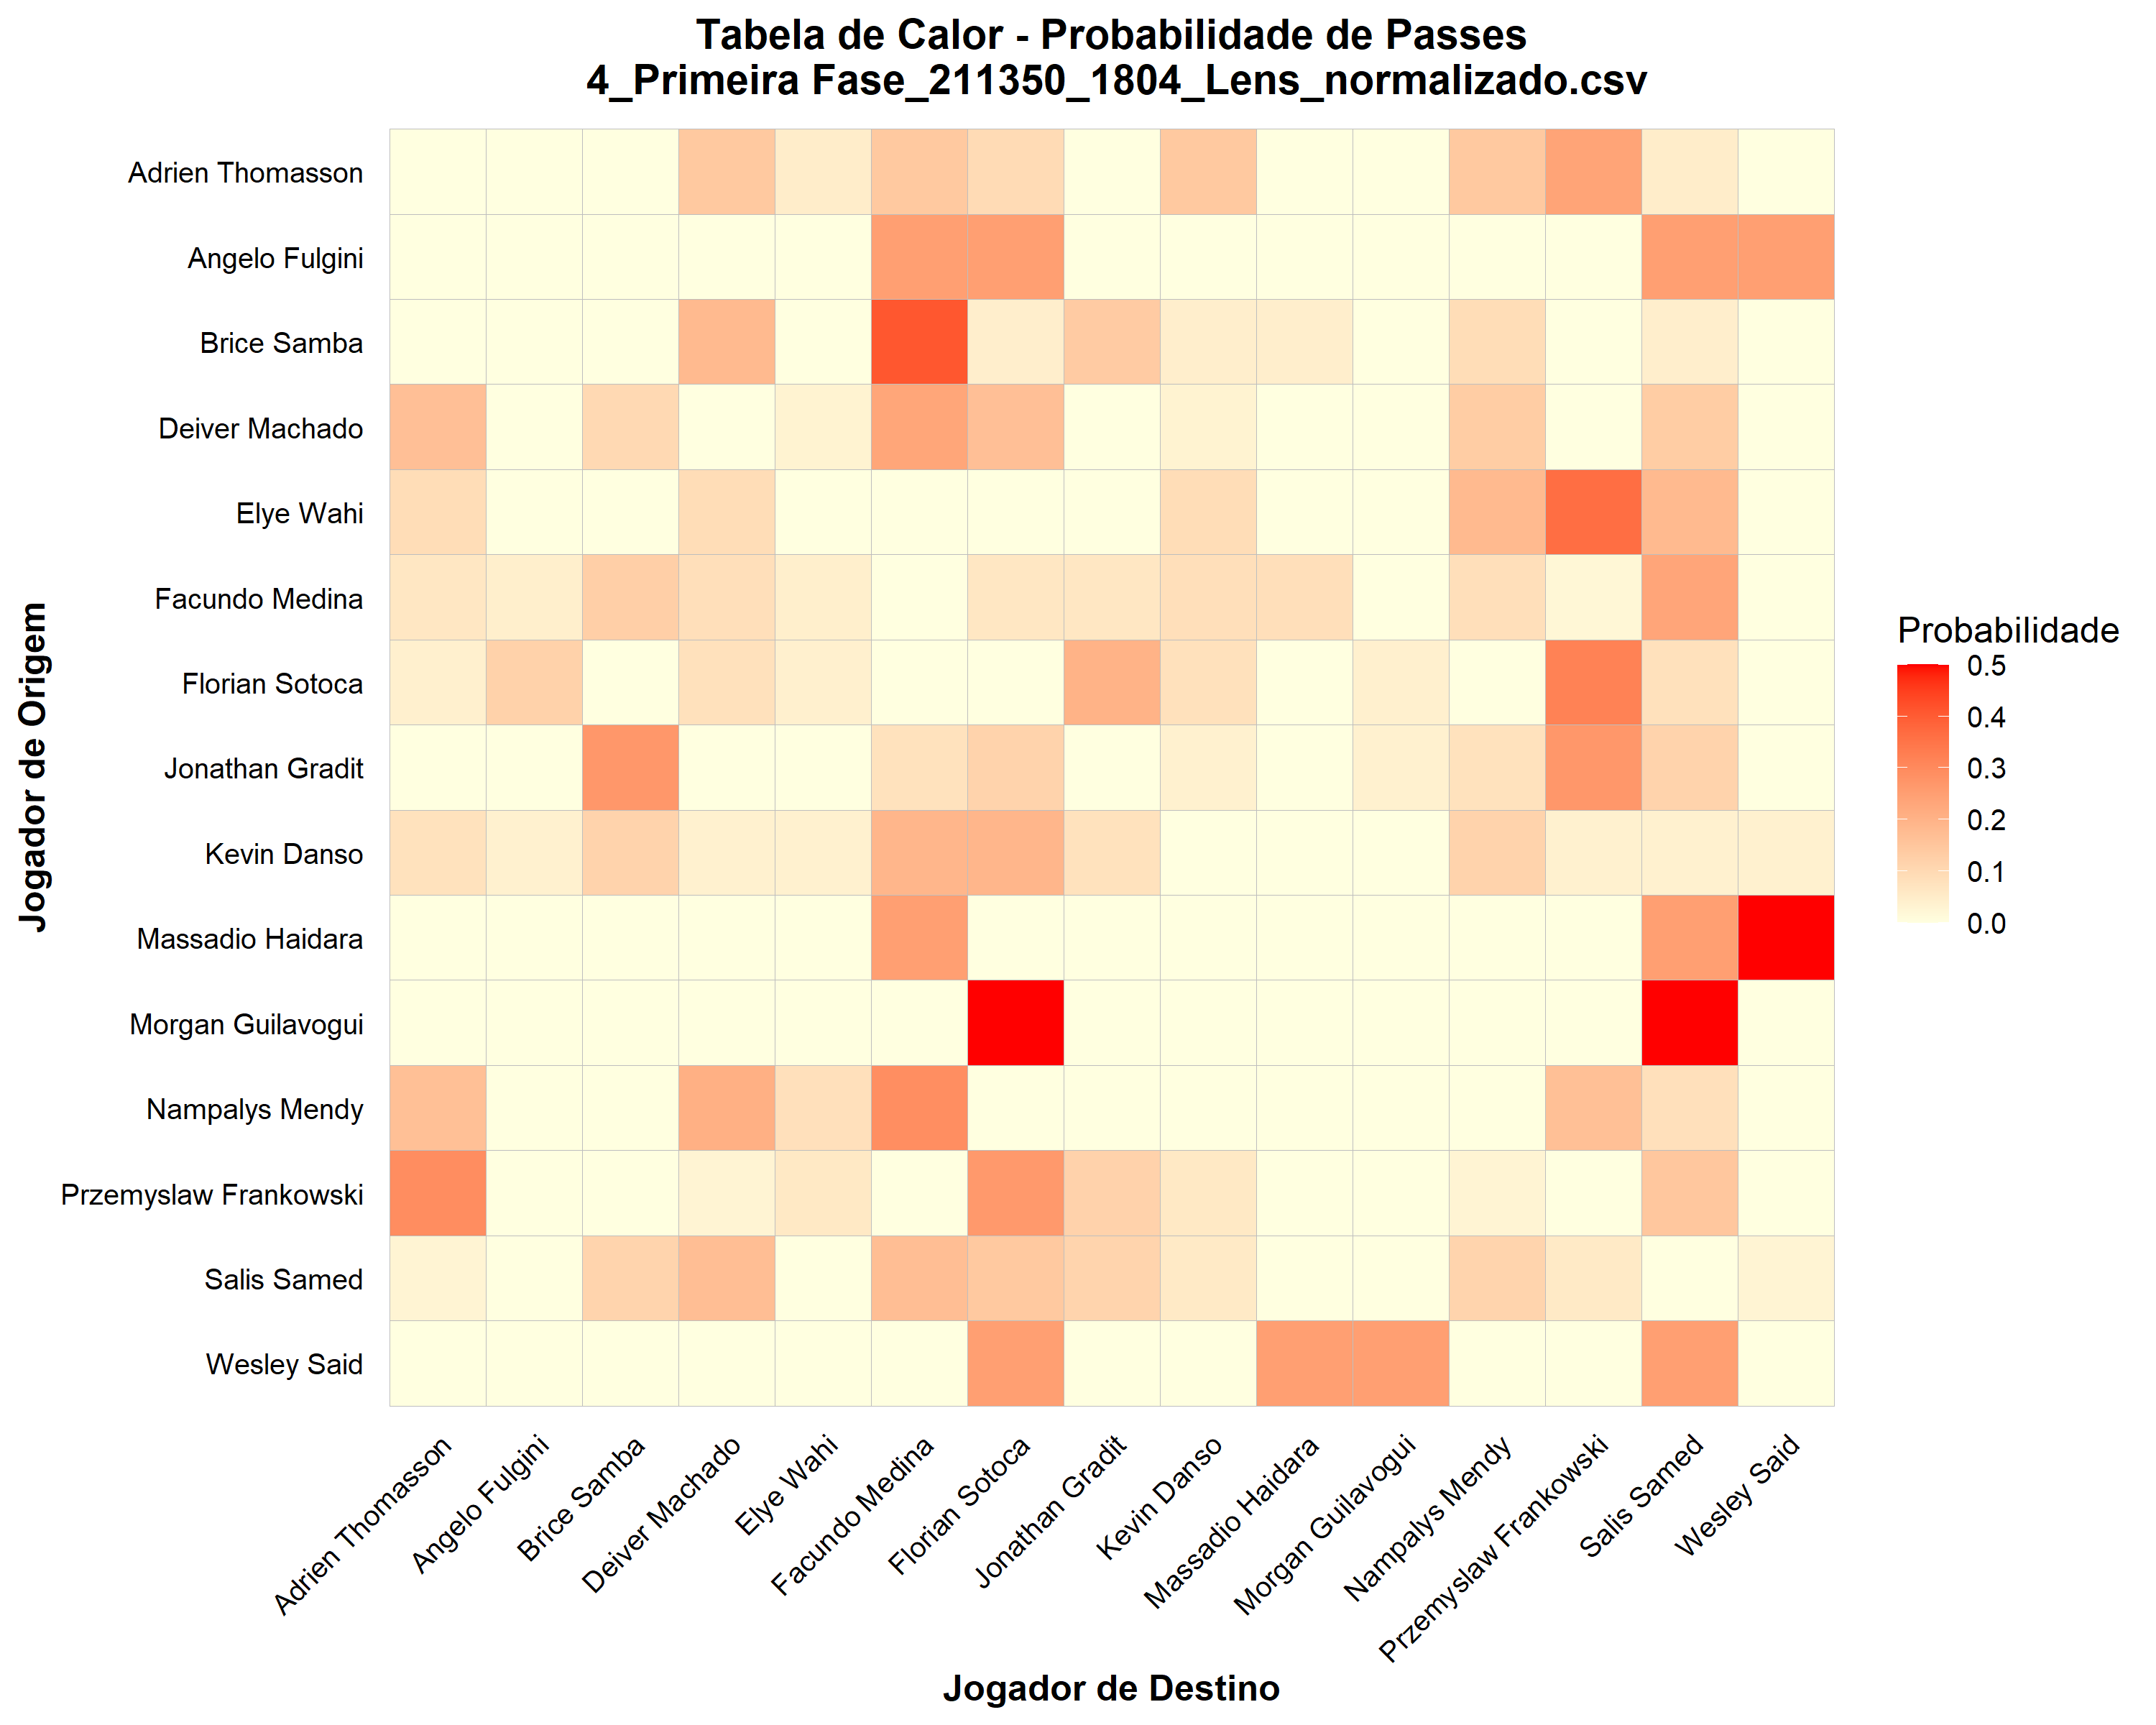 Tabela de Calor - Probabilidade de Passes
4_Primeira Fase_211350_1804_Lens_normalizado.csv
Jogador de Origem
Adrien Thomasson
Angelo Fulgini
Brice Samba
Deiver Machado
Elye Wahi
Facundo Medina
Florian Sotoca
Jonathan Gradit
Kevin Danso
Massadio Haidara
Morgan Guilavogui
Nampalys Mendy
Przemyslaw Frankowski
Salis Samed
Wesley Said
Adrien Thomasson
Angelo Fulgini
Brice Samba
Deiver Machado
Elye Wahi
Facundo Medina
Florian Sotoca
Jonathan Gradit
Kevin Danso
Massadio Haidara
Morgan Guilavogui
Nampalys Mendy
Przemyslaw Frankowski
Salis Samed
Wesley Said
Jogador de Destino
Probabilidade
0.5
0.4
0.3
0.2
0.1
0.0